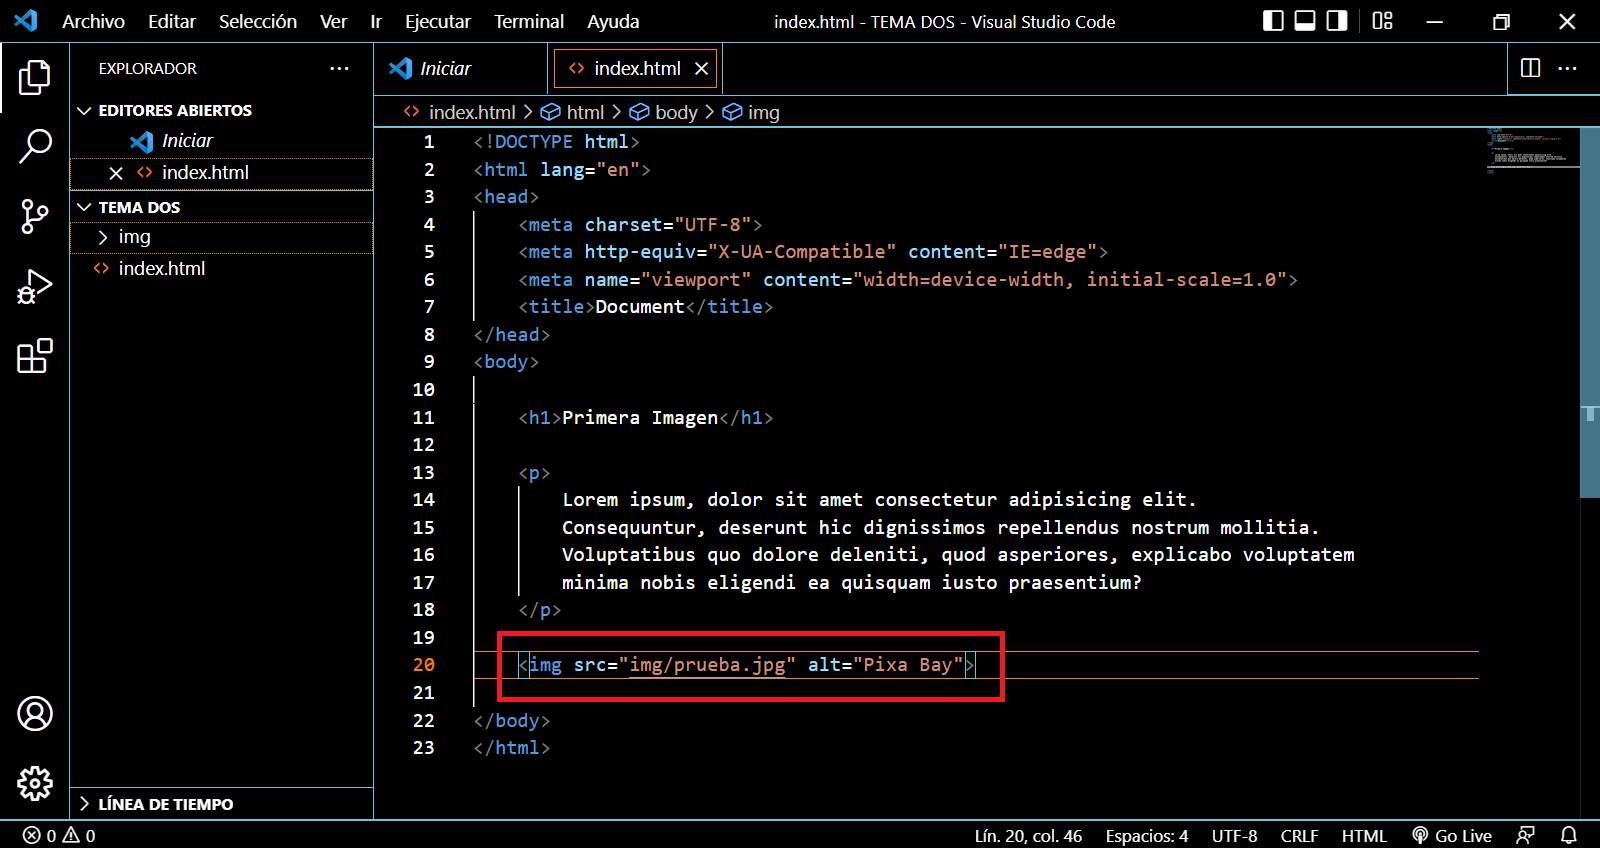 Archivo Editar Selección Ver Ir Ejecutar Terminal Ayuda index.html - TEMA DOS - Visual Studio Code
EXPLORADOR
EDITORES ABIERTOS
Iniciar
index.html
TEMA DOS
img
index.html
LÍNEA DE TIEMPO
Iniciar index.html
index.html > html > body > img
1 <!DOCTYPE html>
2 <html lang="en">
3 <head>
4 <meta charset="UTF-8">
5 <meta http-equiv="X-UA-Compatible" content="IE=edge">
6 <meta name="viewport" content="width=device-width, initial-scale=1.0">
7 <title>Document</title>
8 </head>
9 <body>
10
11 <h1>Primera Imagen</h1>
12
13 <p>
14 Lorem ipsum, dolor sit amet consectetur adipisicing elit.
15 Consequuntur, deserunt hic dignissimos repellendus nostrum mollitia.
16 Voluptatibus quo dolore deleniti, quod asperiores, explicabo voluptatem
17 minima nobis eligendi ea quisquam iusto praesentium?
18 </p>
19
20 <img src="img/prueba.jpg" alt="Pixa Bay">
21
22 </body>
23 </html>
0 0 Lín. 20, col. 46 Espacios: 4 UTF-8 CRLF HTML Go Live